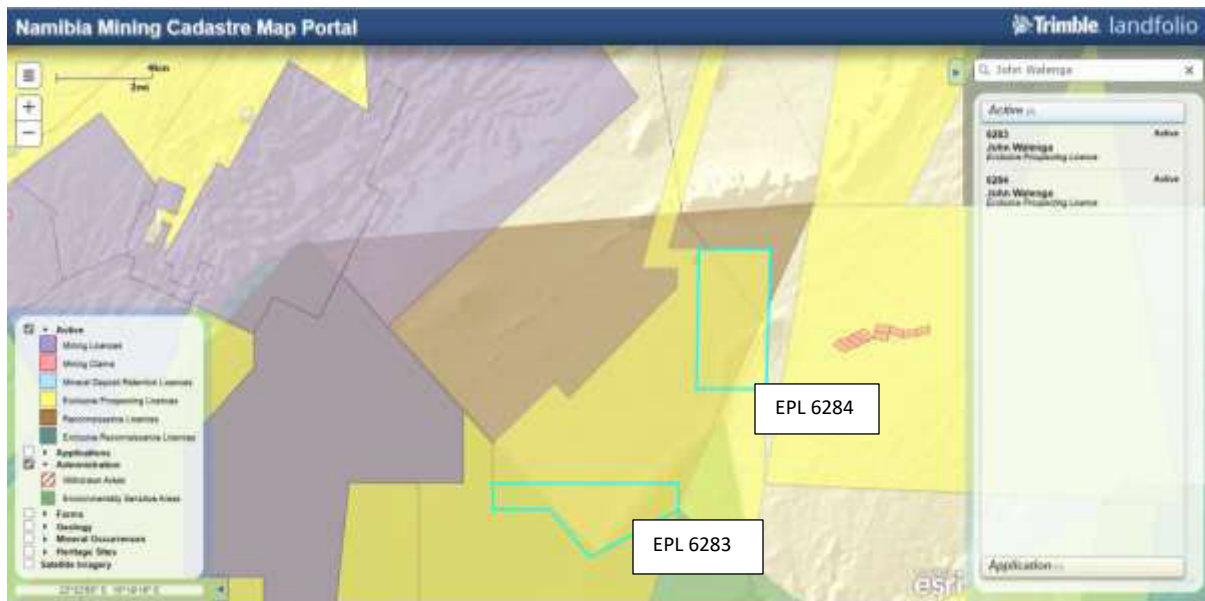 Namibia Mining Cadastre Map Portal
Trimble landfolio
4km
2mi
John Walenga
Active
6283 Active
John Walenga
Exclusive Prospecting Licence
6284 Active
John Walenga
Exclusive Prospecting Licence
EPL 6284
EPL 6283
Active
Mining Licences
Mining Claims
Mineral Deposit Retention Licences
Exclusive Prospecting Licences
Reconnaissance Licences
Exclusive Reconnaissance Licences
Applications
Administration
Withdrawn Areas
Environmentally Sensitive Areas
Farms
Geology
Mineral Occurrences
Heritage Sites
Satellite Imagery
esri
Application